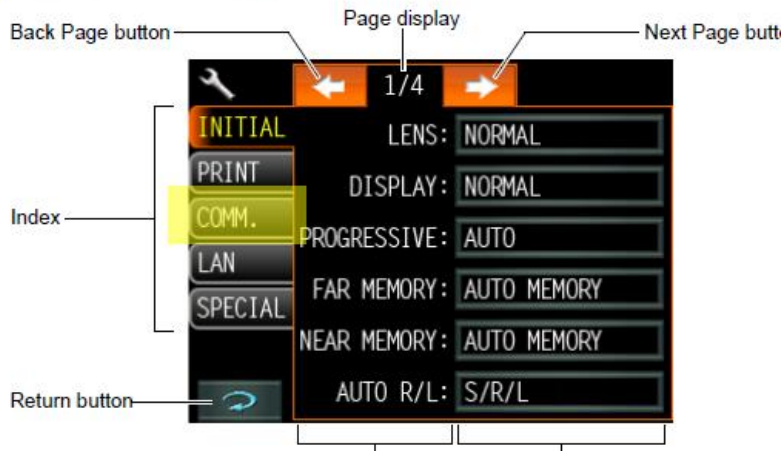 Page display
Back Page button
Next Page butt
1/4
INITIAL
LENS: NORMAL
PRINT
DISPLAY: NORMAL
Index
COMM.
PROGRESSIVE: AUTO
LAN
FAR MEMORY: AUTO MEMORY
SPECIAL
NEAR MEMORY: AUTO MEMORY
Return button
AUTO R/L: S/R/L